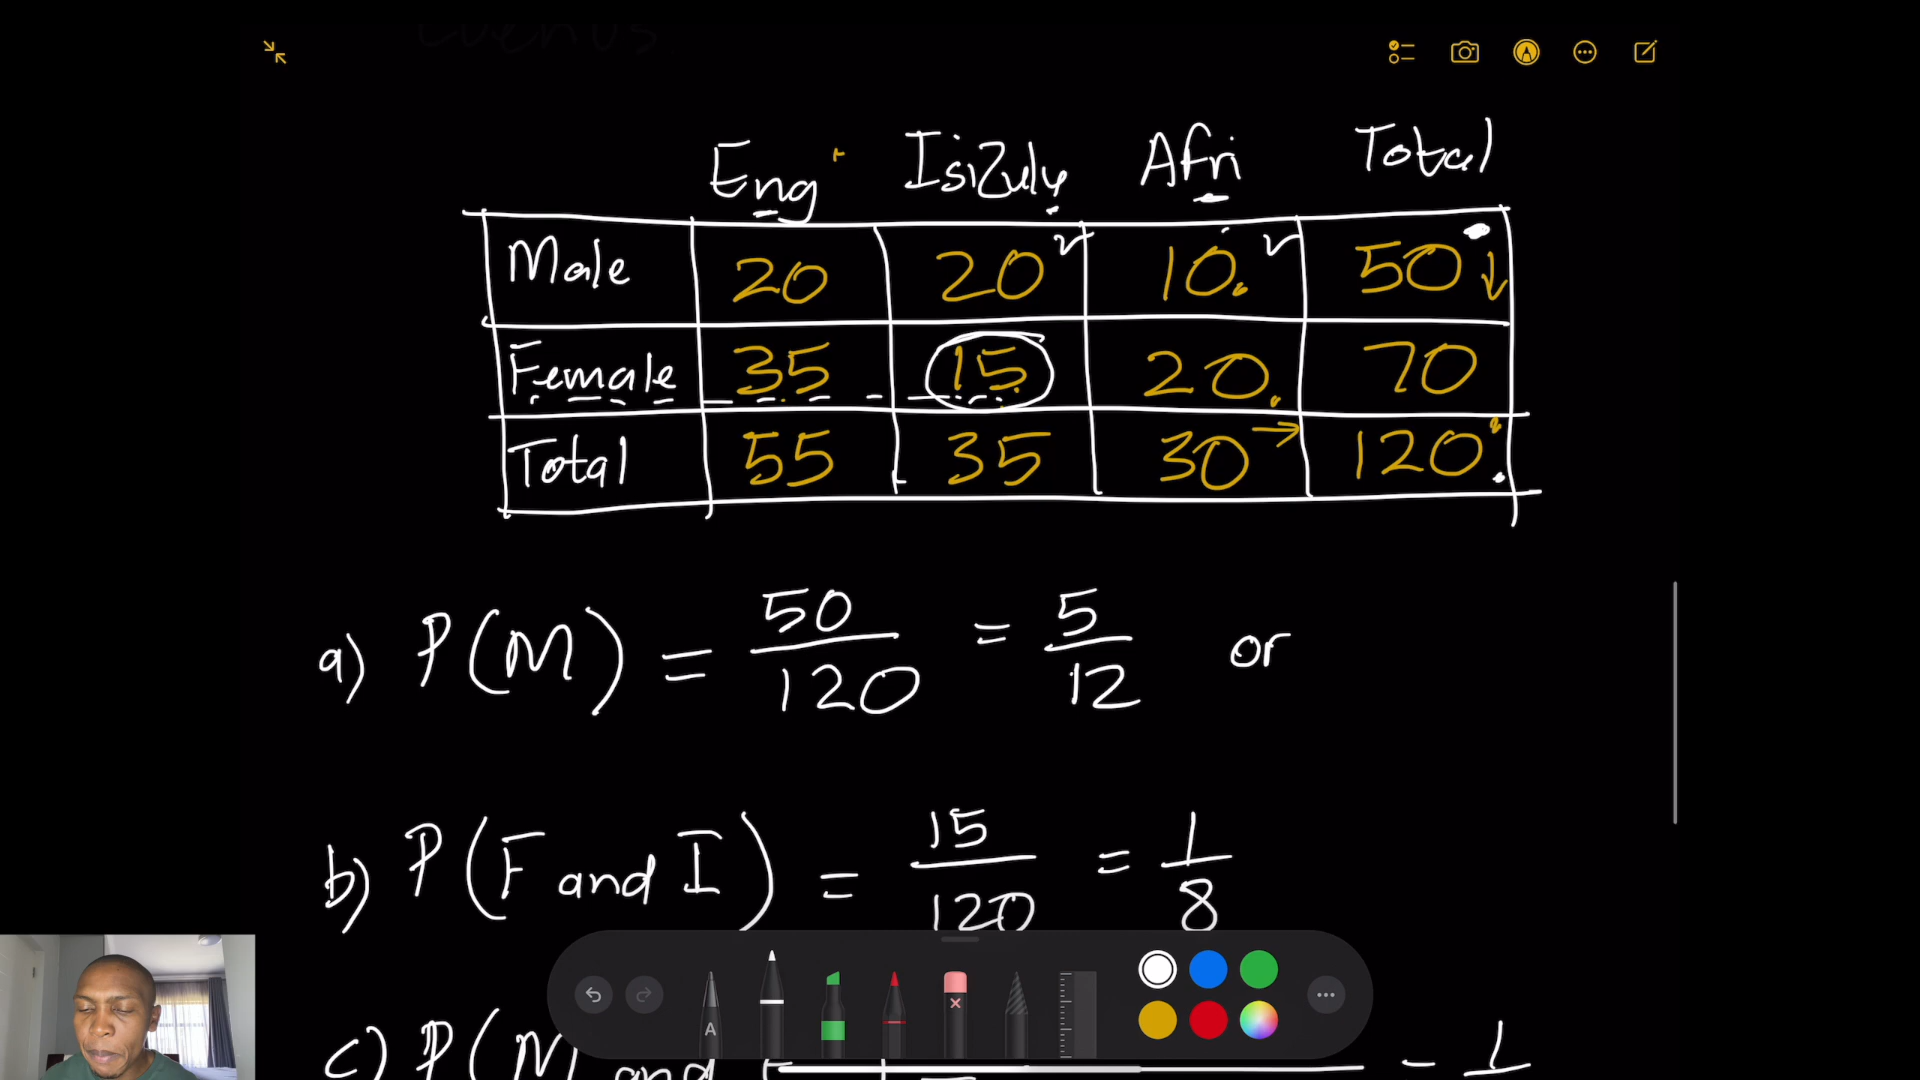 Eng IsiZulu Afri Total
Male 20 20 10 50
Female 35 15 20 70
Total 55 35 30 120
a) P(M) = 50/120 = 5/12 or
b) P(F and I) = 15/120 = 1/8
c) P(M and
A